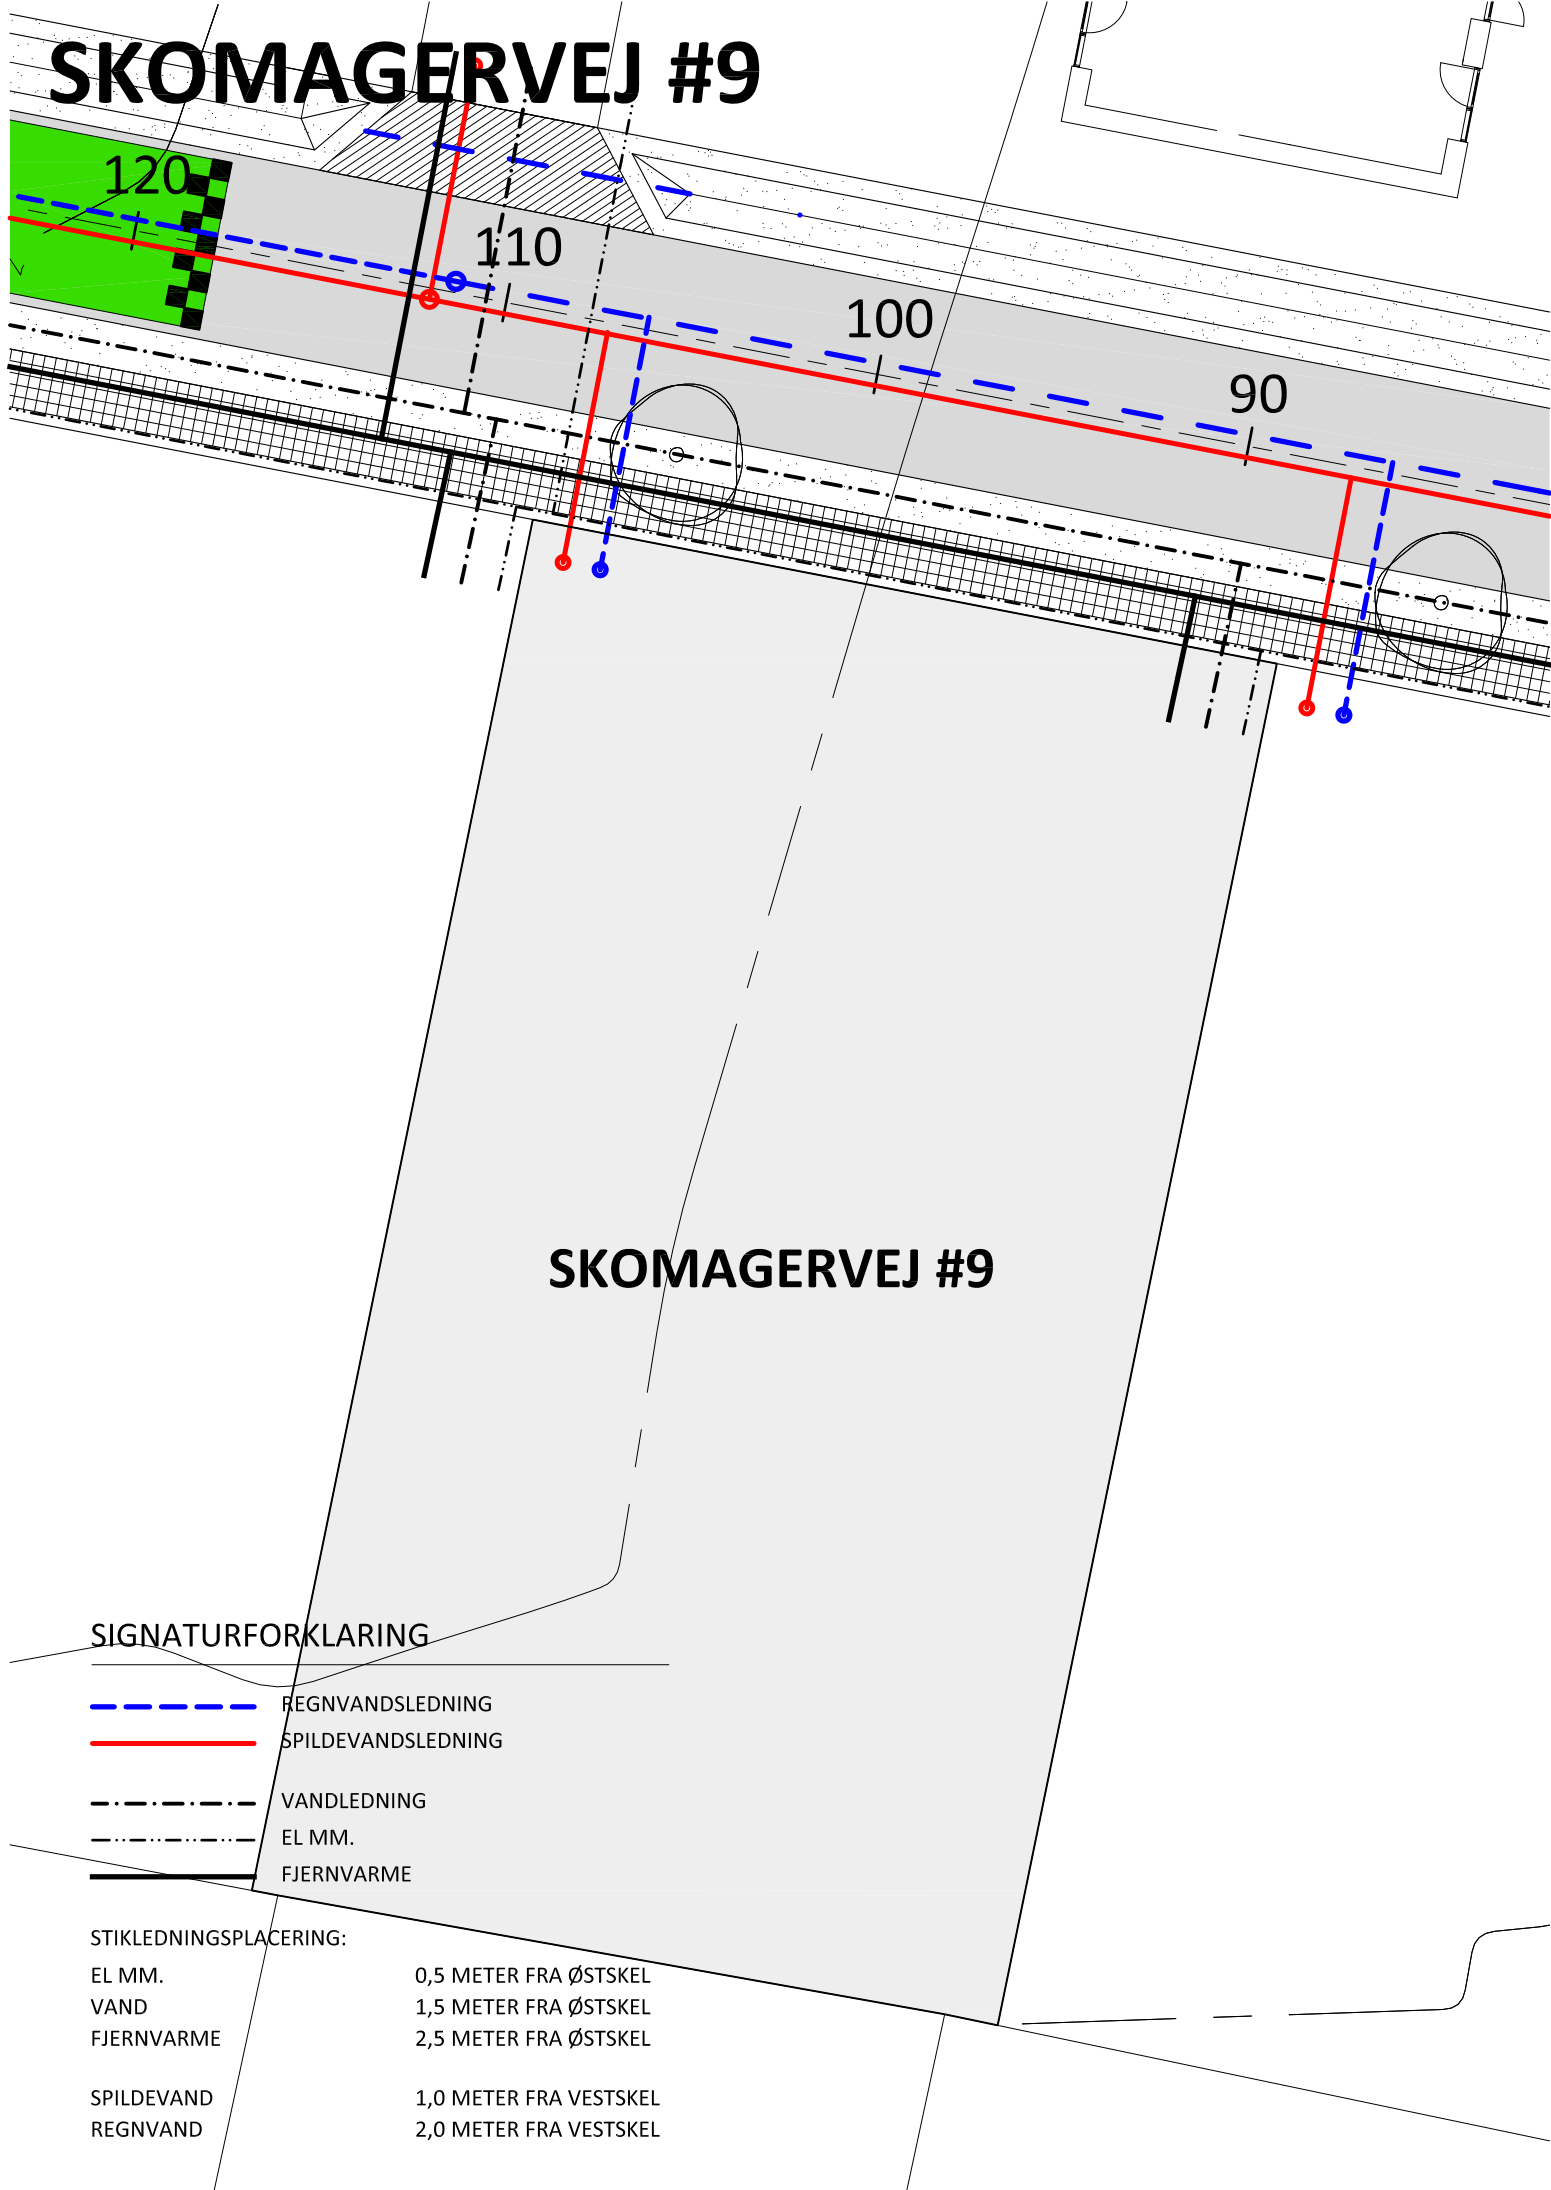 SKOMAGERVEJ #9
120
110
100
90
SKOMAGERVEJ #9
SIGNATURFORKLARING
REGNVANDSLEDNING
SPILDEVANDSLEDNING
VANDLEDNING
EL MM.
FJERNVARME
STIKLEDNINGSPLACERING:
EL MM. 0,5 METER FRA ØSTSKEL
VAND 1,5 METER FRA ØSTSKEL
FJERNVARME 2,5 METER FRA ØSTSKEL
SPILDEVAND 1,0 METER FRA VESTSKEL
REGNVAND 2,0 METER FRA VESTSKEL